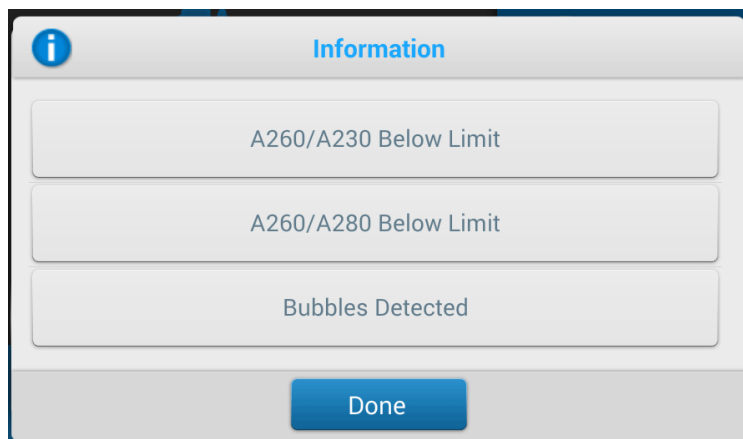 Information
A260/A230 Below Limit
A260/A280 Below Limit
Bubbles Detected
Done